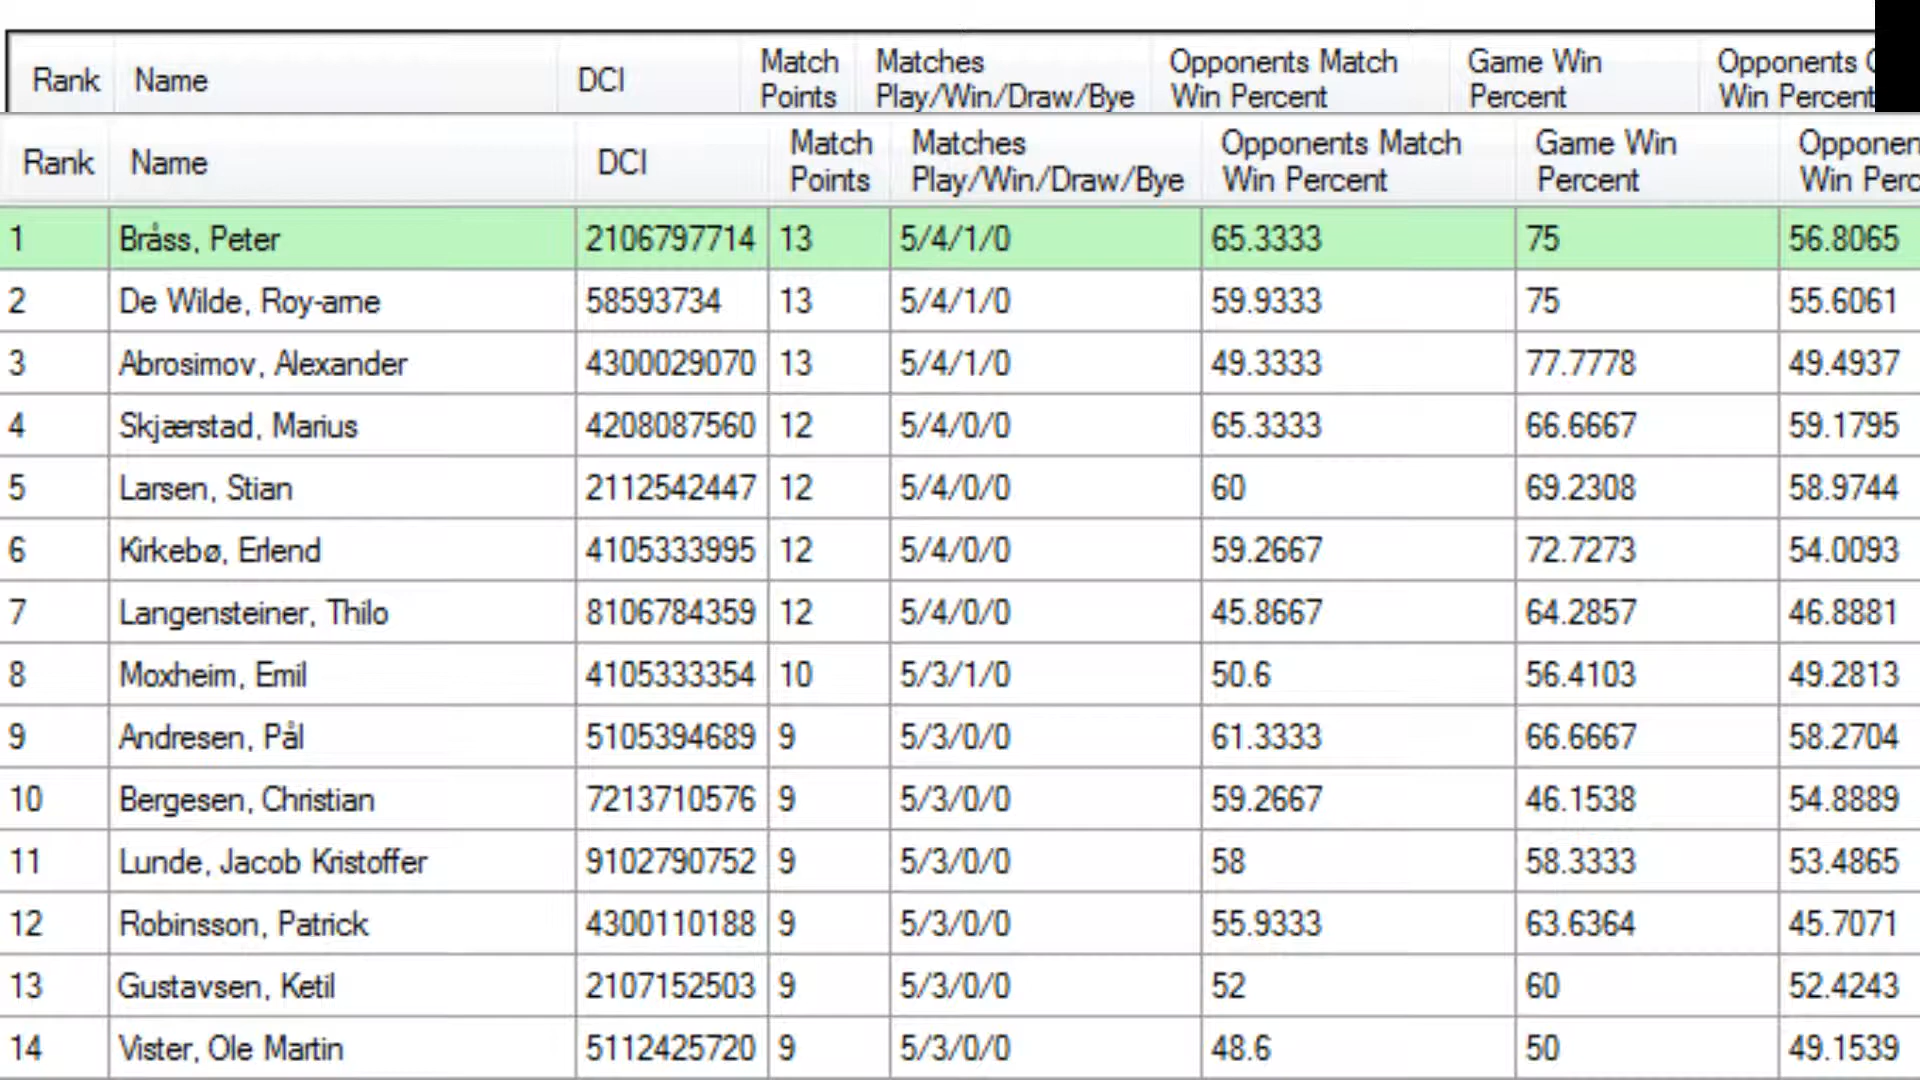 Rank Name DCI Match Points Matches Play/Win/Draw/Bye Opponents Match Win Percent Game Win Percent Opponents Win Percent
Rank Name DCI Match Points Matches Play/Win/Draw/Bye Opponents Match Win Percent Game Win Percent Opponen Win Perc
1 Bråss, Peter 2106797714 13 5/4/1/0 65.3333 75 56.8065
2 De Wilde, Roy-arne 58593734 13 5/4/1/0 59.9333 75 55.6061
3 Abrosimov, Alexander 4300029070 13 5/4/1/0 49.3333 77.7778 49.4937
4 Skjærstad, Marius 4208087560 12 5/4/0/0 65.3333 66.6667 59.1795
5 Larsen, Stian 2112542447 12 5/4/0/0 60 69.2308 58.9744
6 Kirkebø, Erlend 4105333995 12 5/4/0/0 59.2667 72.7273 54.0093
7 Langensteiner, Thilo 8106784359 12 5/4/0/0 45.8667 64.2857 46.8881
8 Moxheim, Emil 4105333354 10 5/3/1/0 50.6 56.4103 49.2813
9 Andresen, Pål 5105394689 9 5/3/0/0 61.3333 66.6667 58.2704
10 Bergesen, Christian 7213710576 9 5/3/0/0 59.2667 46.1538 54.8889
11 Lunde, Jacob Kristoffer 9102790752 9 5/3/0/0 58 58.3333 53.4865
12 Robinsson, Patrick 4300110188 9 5/3/0/0 55.9333 63.6364 45.7071
13 Gustavsen, Ketil 2107152503 9 5/3/0/0 52 60 52.4243
14 Vister, Ole Martin 5112425720 9 5/3/0/0 48.6 50 49.1539